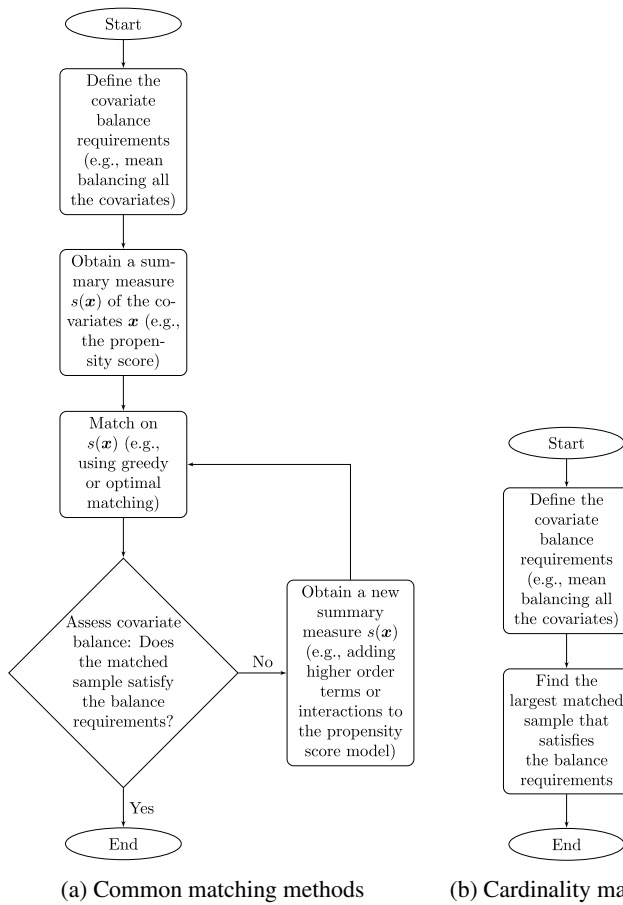 Start
Define the
covariate
balance
requirements
(e.g., mean
balancing all
the covariates)
Obtain a sum-
mary measure
s(x) of the co-
variates x (e.g.,
the propen-
sity score)
Match on
s(x) (e.g.,
using greedy
or optimal
matching)
Assess covariate
balance: Does
the matched
sample satisfy
the balance
requirements?
No
Obtain a new
summary
measure s(x)
(e.g., adding
higher order
terms or
interactions to
the propensity
score model)
Yes
End
(a) Common matching methods
Start
Define the
covariate
balance
requirements
(e.g., mean
balancing all
the covariates)
Find the
largest matched
sample that
satisfies
the balance
requirements
End
(b) Cardinality ma